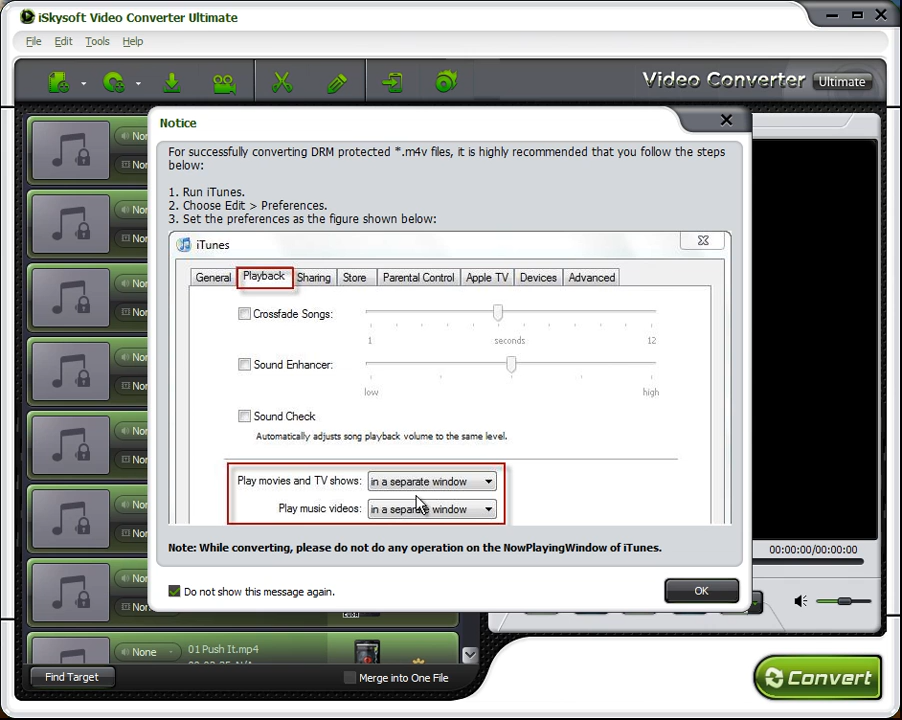 iSkysoft Video Converter Ultimate
File Edit Tools Help
Video Converter Ultimate
Notice
For successfully converting DRM protected *.m4v files, it is highly recommended that you follow the steps
below:
1. Run iTunes.
2. Choose Edit > Preferences.
3. Set the preferences as the figure shown below:
iTunes
General Playback Sharing Store Parental Control Apple TV Devices Advanced
Crossfade Songs:
1 seconds 12
Sound Enhancer:
low high
Sound Check
Automatically adjusts song playback volume to the same level.
Play movies and TV shows: in a separate window
Play music videos: in a separate window
Note: While converting, please do not do any operation on the NowPlayingWindow of iTunes.
00:00:00/00:00:00
Do not show this message again.
OK
None 01 Push It.mp4
Find Target
Merge into One File
Convert